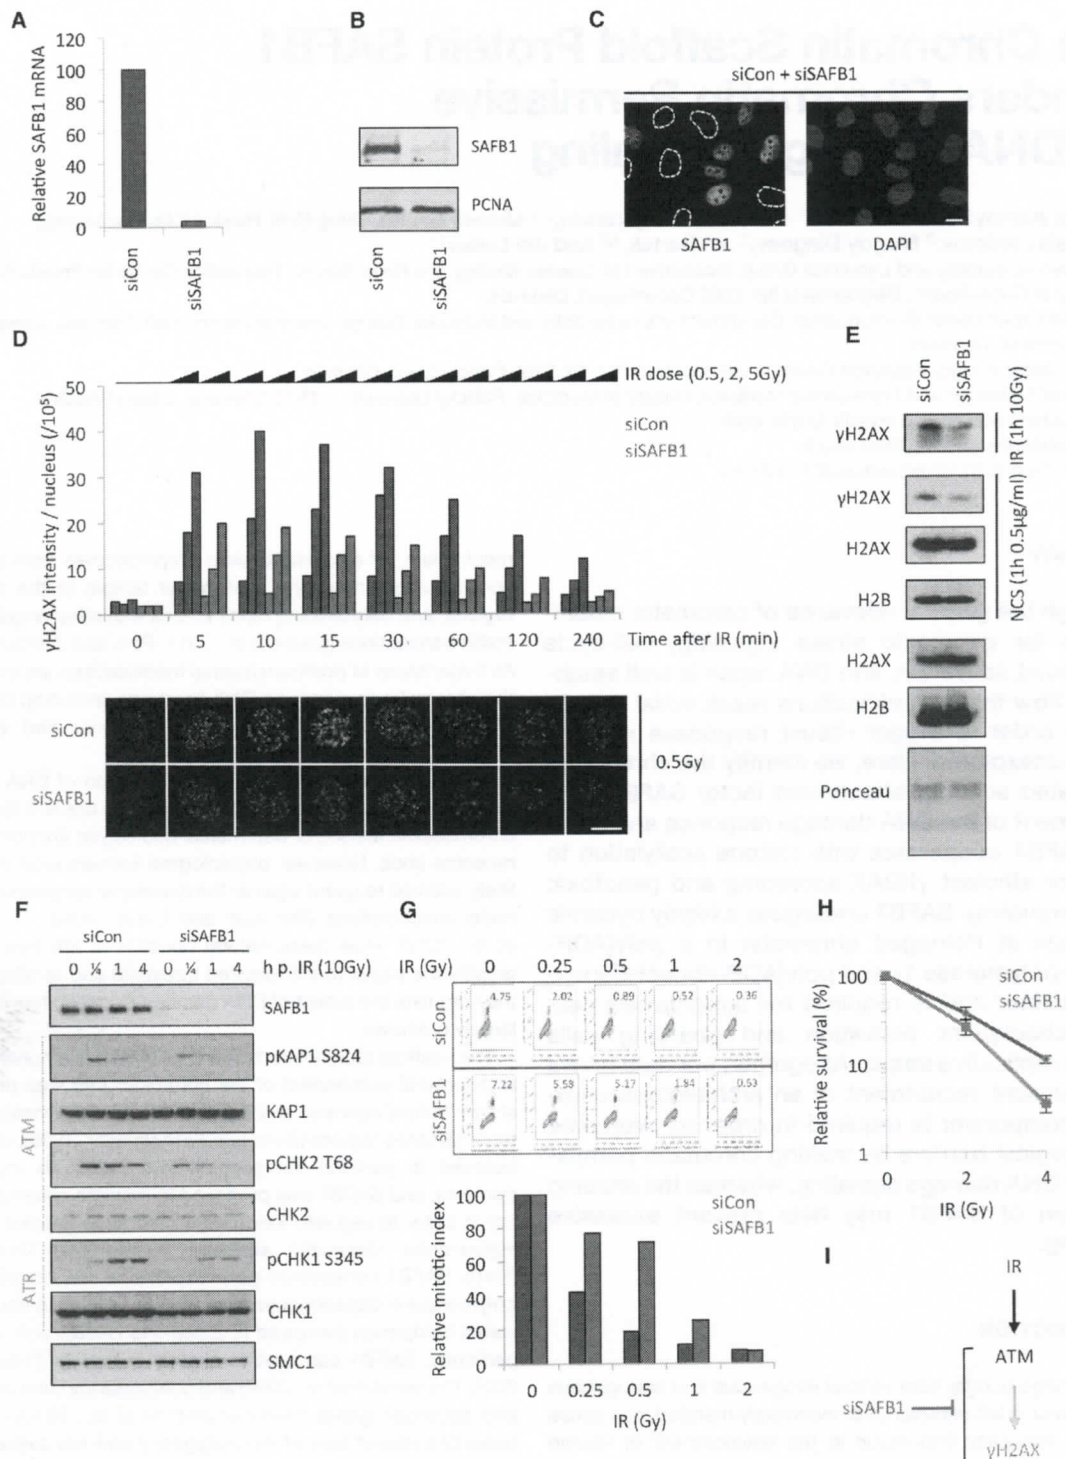 A
Relative SAFB1 mRNA
120
100
80
60
40
20
0
siCon
siSAFB1
B
SAFB1
PCNA
siCon
siSAFB1
C
siCon + siSAFB1
SAFB1
DAPI
D
γH2AX intensity / nucleus (/10⁵)
50
40
30
20
10
0
IR dose (0.5, 2, 5Gy)
siCon
siSAFB1
0 5 10 15 30 60 120 240 Time after IR (min)
siCon
siSAFB1
0.5Gy
E
siCon
siSAFB1
γH2AX
γH2AX
H2AX
H2B
H2AX
H2B
Ponceau
IR (1h 10Gy)
NCS (1h 0.5µg/ml)
F
siCon siSAFB1
0 ¼ 1 4 0 ¼ 1 4 h p. IR (10Gy)
SAFB1
pKAP1 S824
KAP1
pCHK2 T68
CHK2
pCHK1 S345
CHK1
SMC1
ATM
ATR
G
IR (Gy) 0 0.25 0.5 1 2
siCon
4.75 2.02 0.89 0.52 0.36
siSAFB1
7.22 5.58 5.17 1.84 0.53
Relative mitotic index
100
80
60
40
20
0
siCon
siSAFB1
0 0.25 0.5 1 2
IR (Gy)
H
Relative survival (%)
100
10
1
siCon
siSAFB1
0 2 4
IR (Gy)
I
IR
ATM
siSAFB1
γH2AX